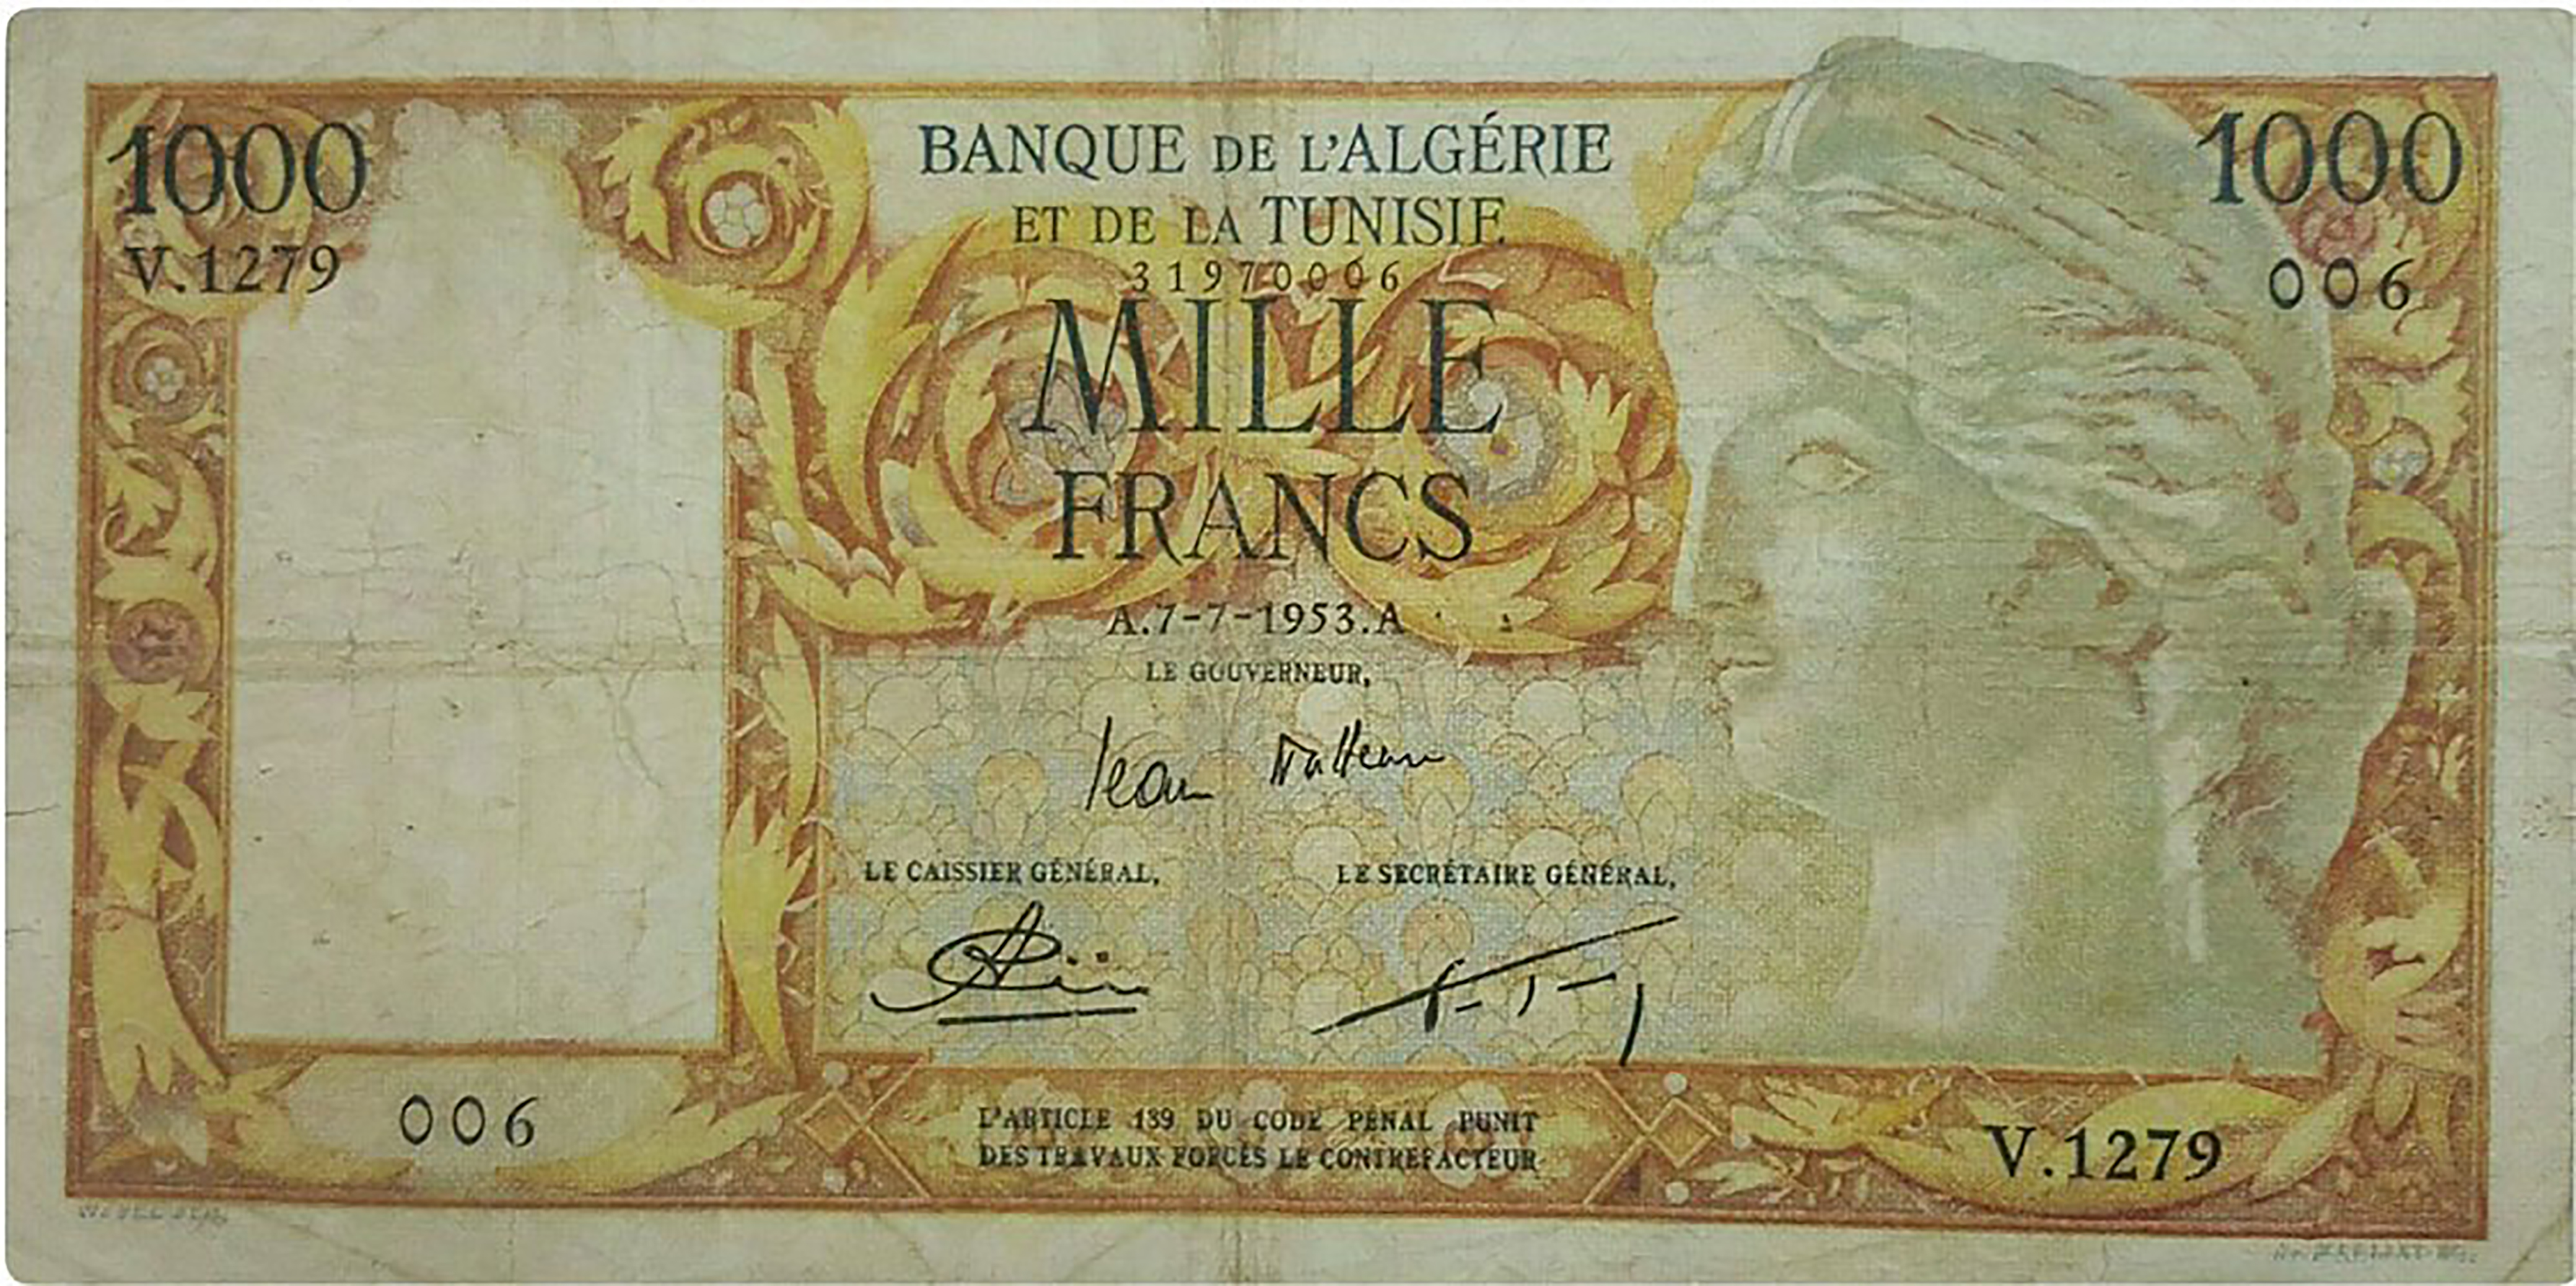 1000
BANQUE DE L'ALGÉRIE
1000
ET DE LA TUNISIE
V.1279
31970006
006
MILLE
FRANCS
A.7-7-1953.A
LE GOUVERNEUR,
Jean Watteau
LE CAISSIER GÉNÉRAL,
LE SECRÉTAIRE GÉNÉRAL,
006
L'ARTICLE 139 DU CODE PÉNAL PUNIT
DES TRAVAUX FORCÉS LE CONTREFACTEUR
V.1279